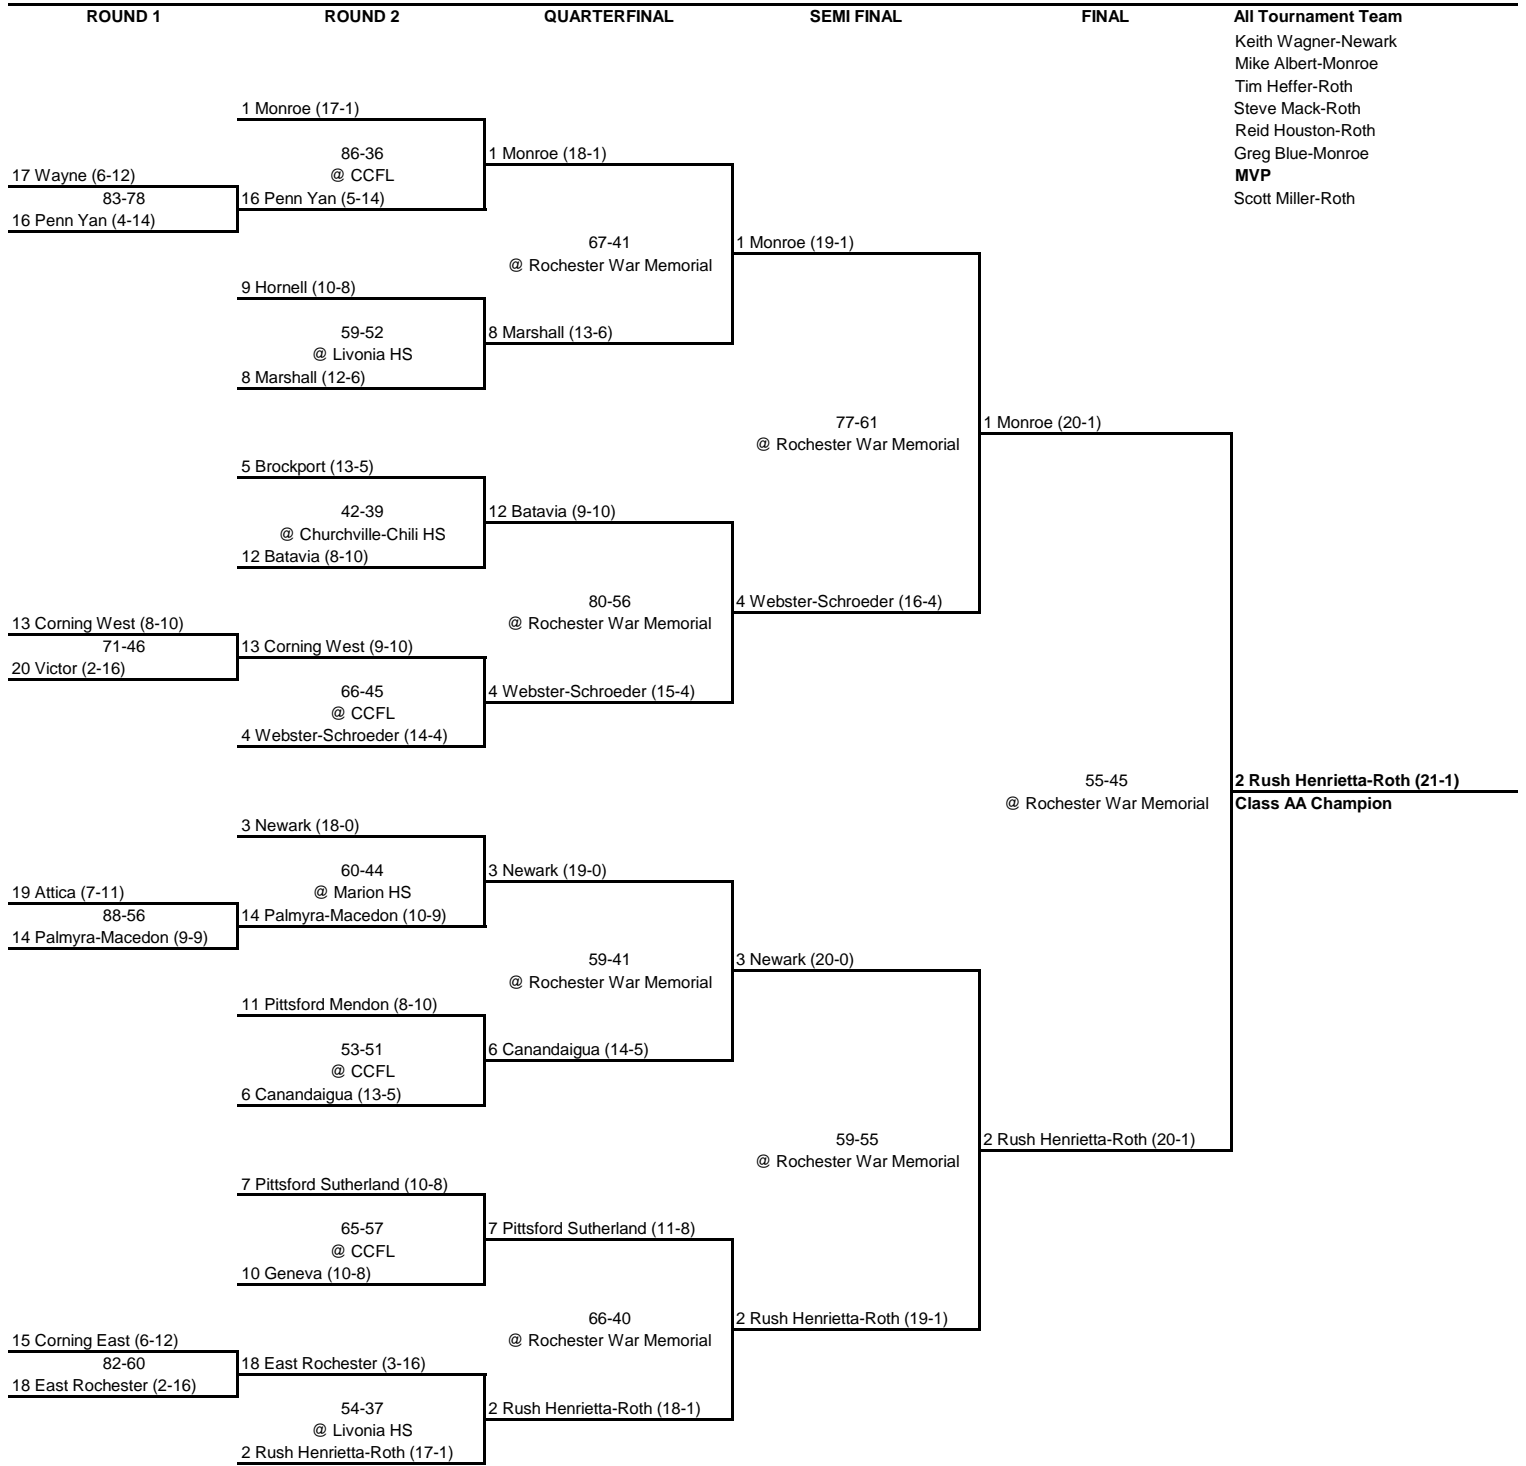 ROUND 1
ROUND 2
QUARTERFINAL
SEMI FINAL
FINAL
All Tournament Team
Keith Wagner-Newark
Mike Albert-Monroe
Tim Heffer-Roth
Steve Mack-Roth
Reid Houston-Roth
Greg Blue-Monroe
MVP
Scott Miller-Roth
17 Wayne (6-12)
83-78
16 Penn Yan (4-14)
13 Corning West (8-10)
71-46
20 Victor (2-16)
19 Attica (7-11)
88-56
14 Palmyra-Macedon (9-9)
15 Corning East (6-12)
82-60
18 East Rochester (2-16)
1 Monroe (17-1)
86-36
@ CCFL
16 Penn Yan (5-14)
9 Hornell (10-8)
59-52
@ Livonia HS
8 Marshall (12-6)
5 Brockport (13-5)
42-39
@ Churchville-Chili HS
12 Batavia (8-10)
13 Corning West (9-10)
66-45
@ CCFL
4 Webster-Schroeder (14-4)
3 Newark (18-0)
60-44
@ Marion HS
14 Palmyra-Macedon (10-9)
11 Pittsford Mendon (8-10)
53-51
@ CCFL
6 Canandaigua (13-5)
7 Pittsford Sutherland (10-8)
65-57
@ CCFL
10 Geneva (10-8)
18 East Rochester (3-16)
54-37
@ Livonia HS
2 Rush Henrietta-Roth (17-1)
1 Monroe (18-1)
67-41
@ Rochester War Memorial
8 Marshall (13-6)
12 Batavia (9-10)
80-56
@ Rochester War Memorial
4 Webster-Schroeder (15-4)
3 Newark (19-0)
59-41
@ Rochester War Memorial
6 Canandaigua (14-5)
7 Pittsford Sutherland (11-8)
66-40
@ Rochester War Memorial
2 Rush Henrietta-Roth (18-1)
1 Monroe (19-1)
77-61
@ Rochester War Memorial
4 Webster-Schroeder (16-4)
3 Newark (20-0)
59-55
@ Rochester War Memorial
2 Rush Henrietta-Roth (19-1)
1 Monroe (20-1)
55-45
@ Rochester War Memorial
2 Rush Henrietta-Roth (20-1)
2 Rush Henrietta-Roth (21-1)
Class AA Champion